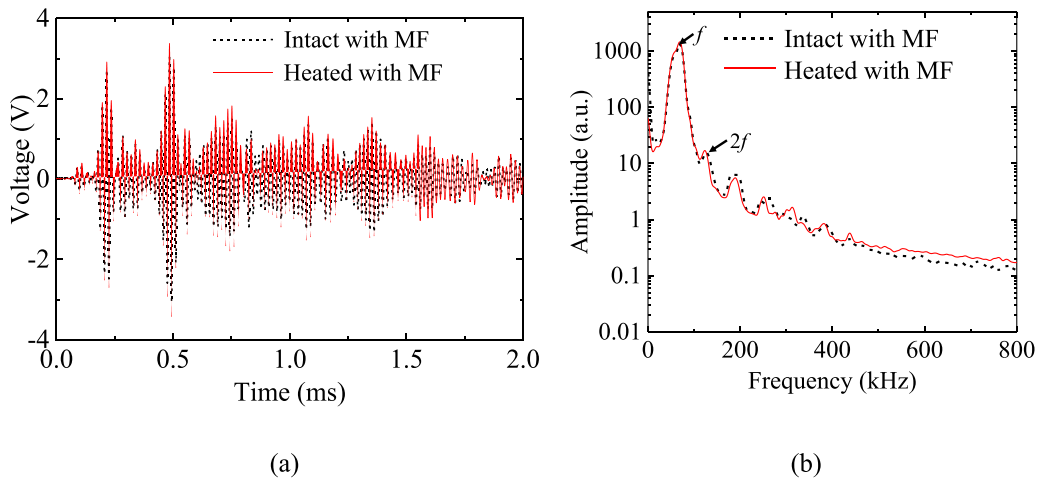 4
2
0
-2
-4
0.0
0.5
1.0
1.5
2.0
Voltage (V)
Time (ms)
Intact with MF
Heated with MF
(a)
1000
100
10
1
0.1
0.01
0
200
400
600
800
Amplitude (a.u.)
Frequency (kHz)
Intact with MF
Heated with MF
f
2f
(b)